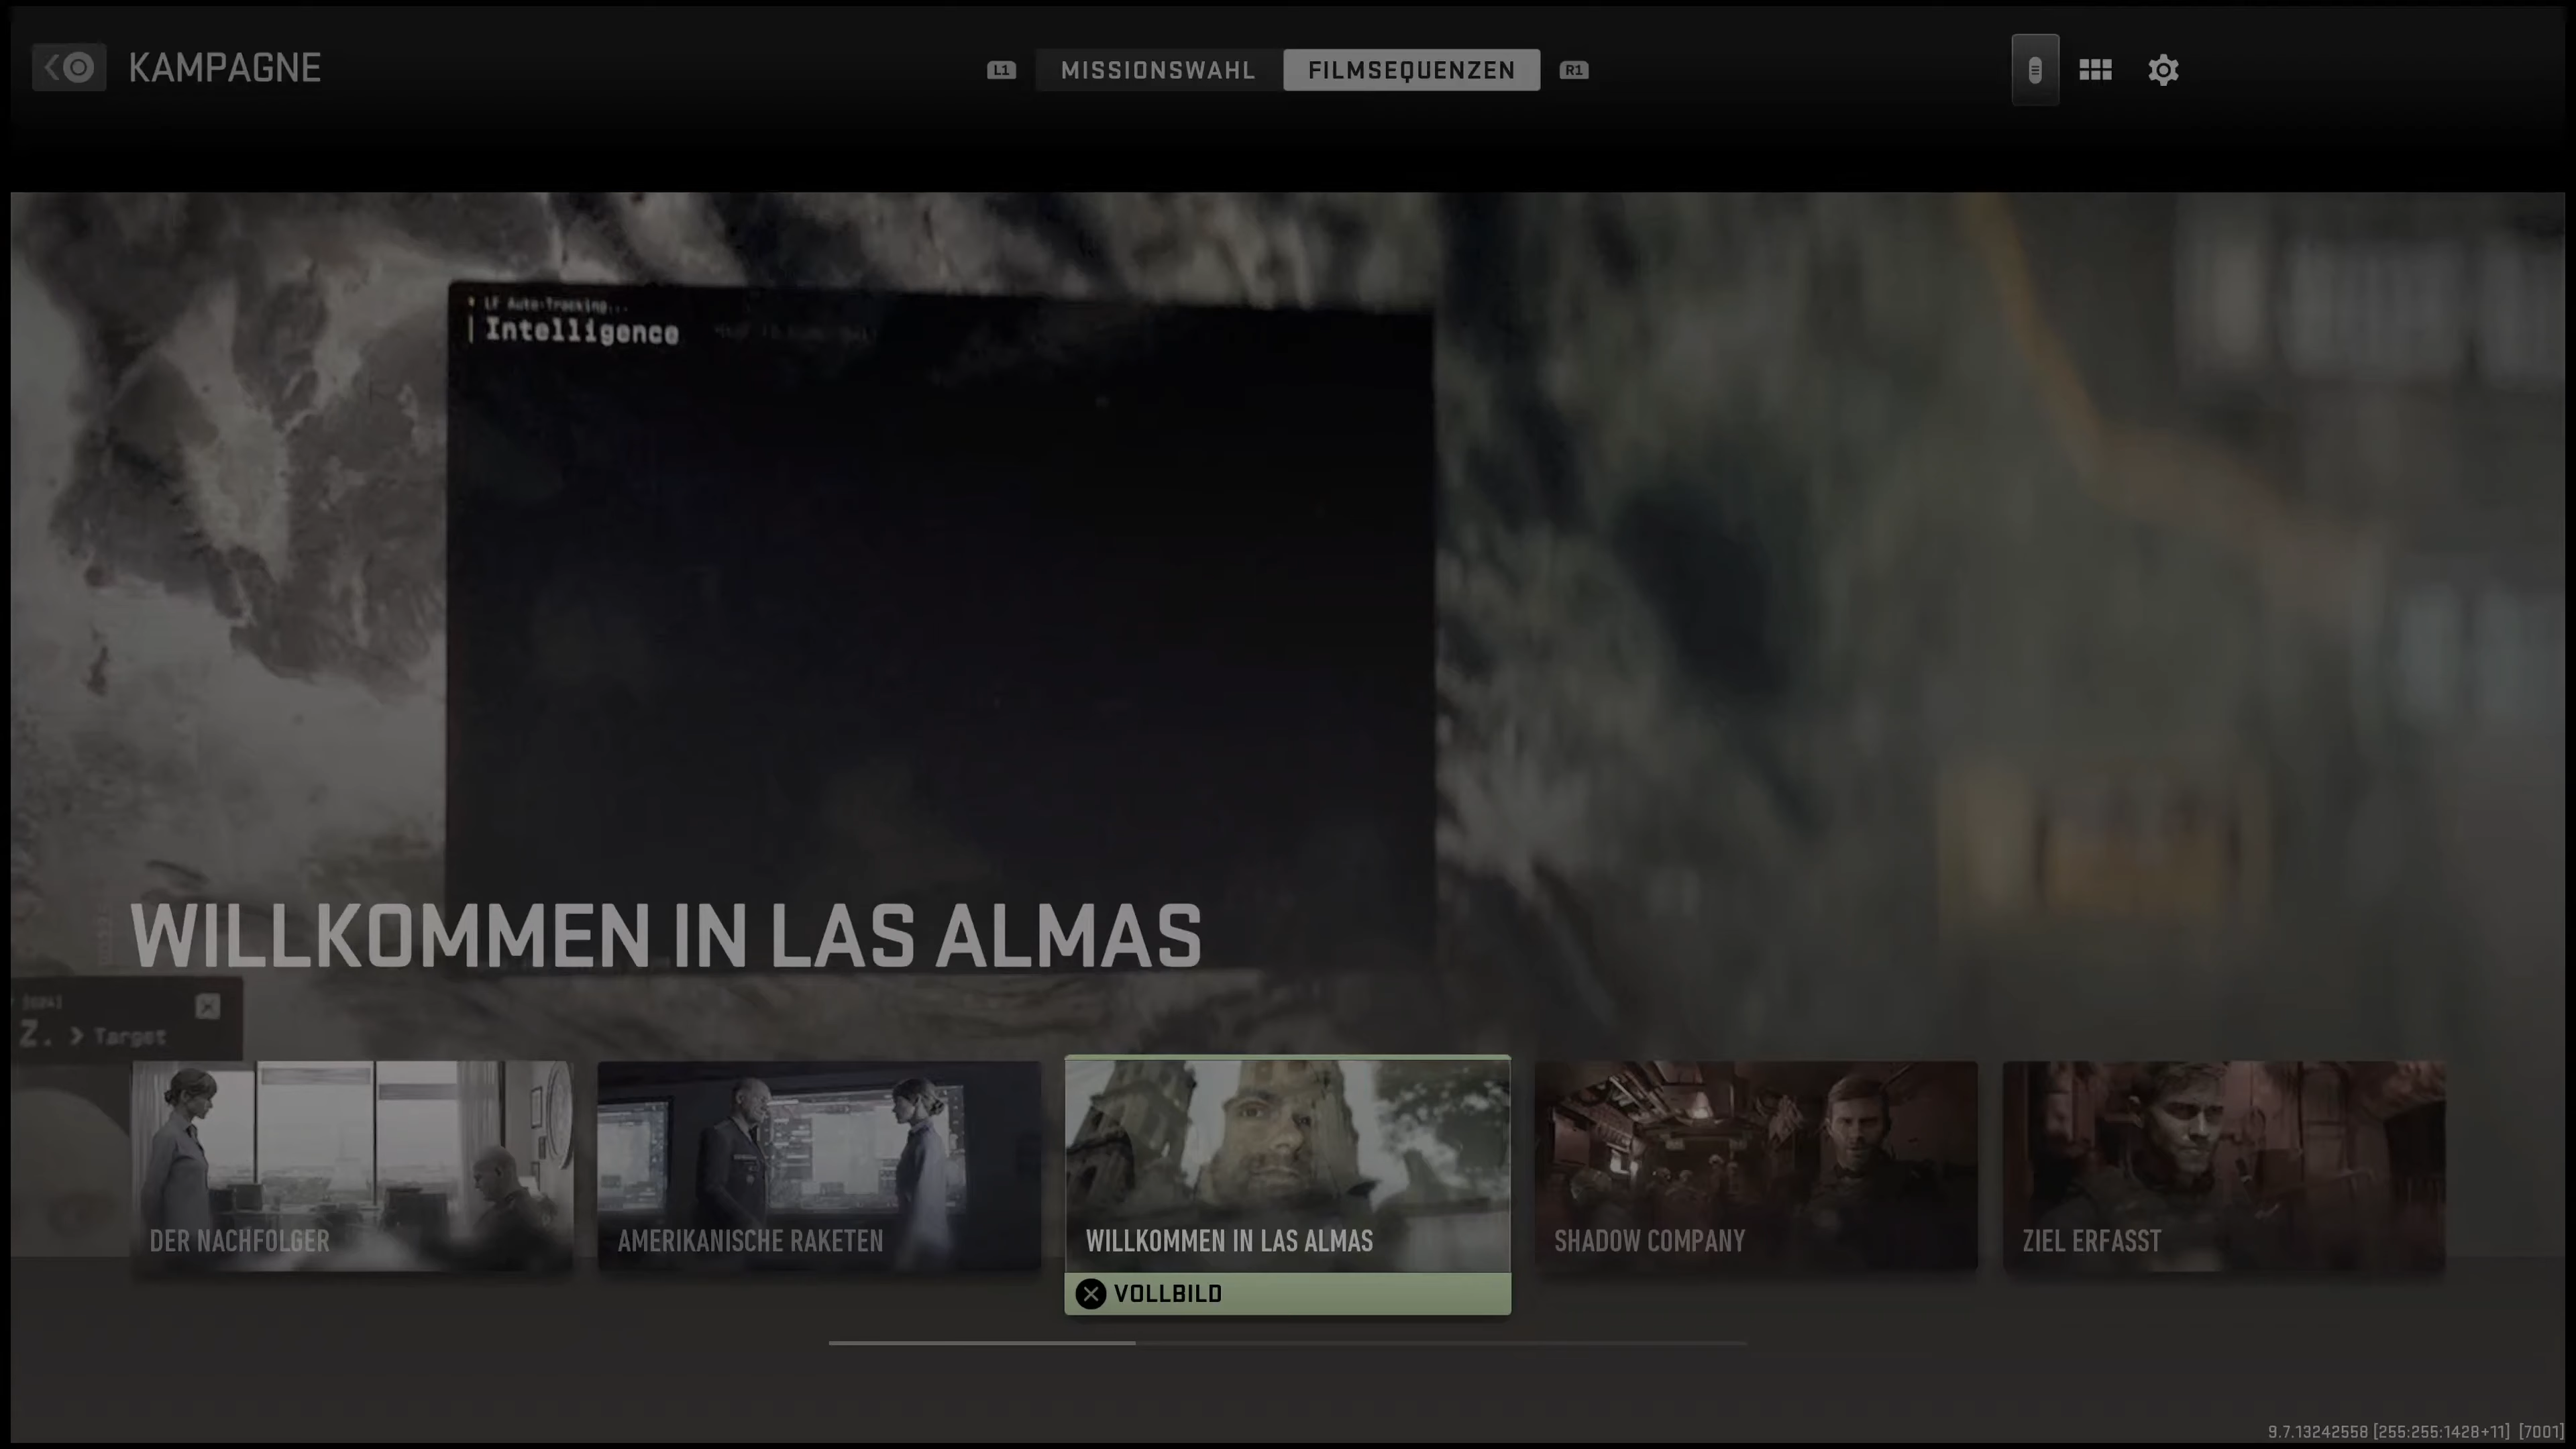 KAMPAGNE
L1 MISSIONSWAHL FILMSEQUENZEN R1
LF Auto-Tracking...
Intelligence
WILLKOMMEN IN LAS ALMAS
Z. > Target
DER NACHFOLGER
AMERIKANISCHE RAKETEN
WILLKOMMEN IN LAS ALMAS
SHADOW COMPANY
ZIEL ERFASST
VOLLBILD
9.7.13242558 [255:255:1428+11] [7001]